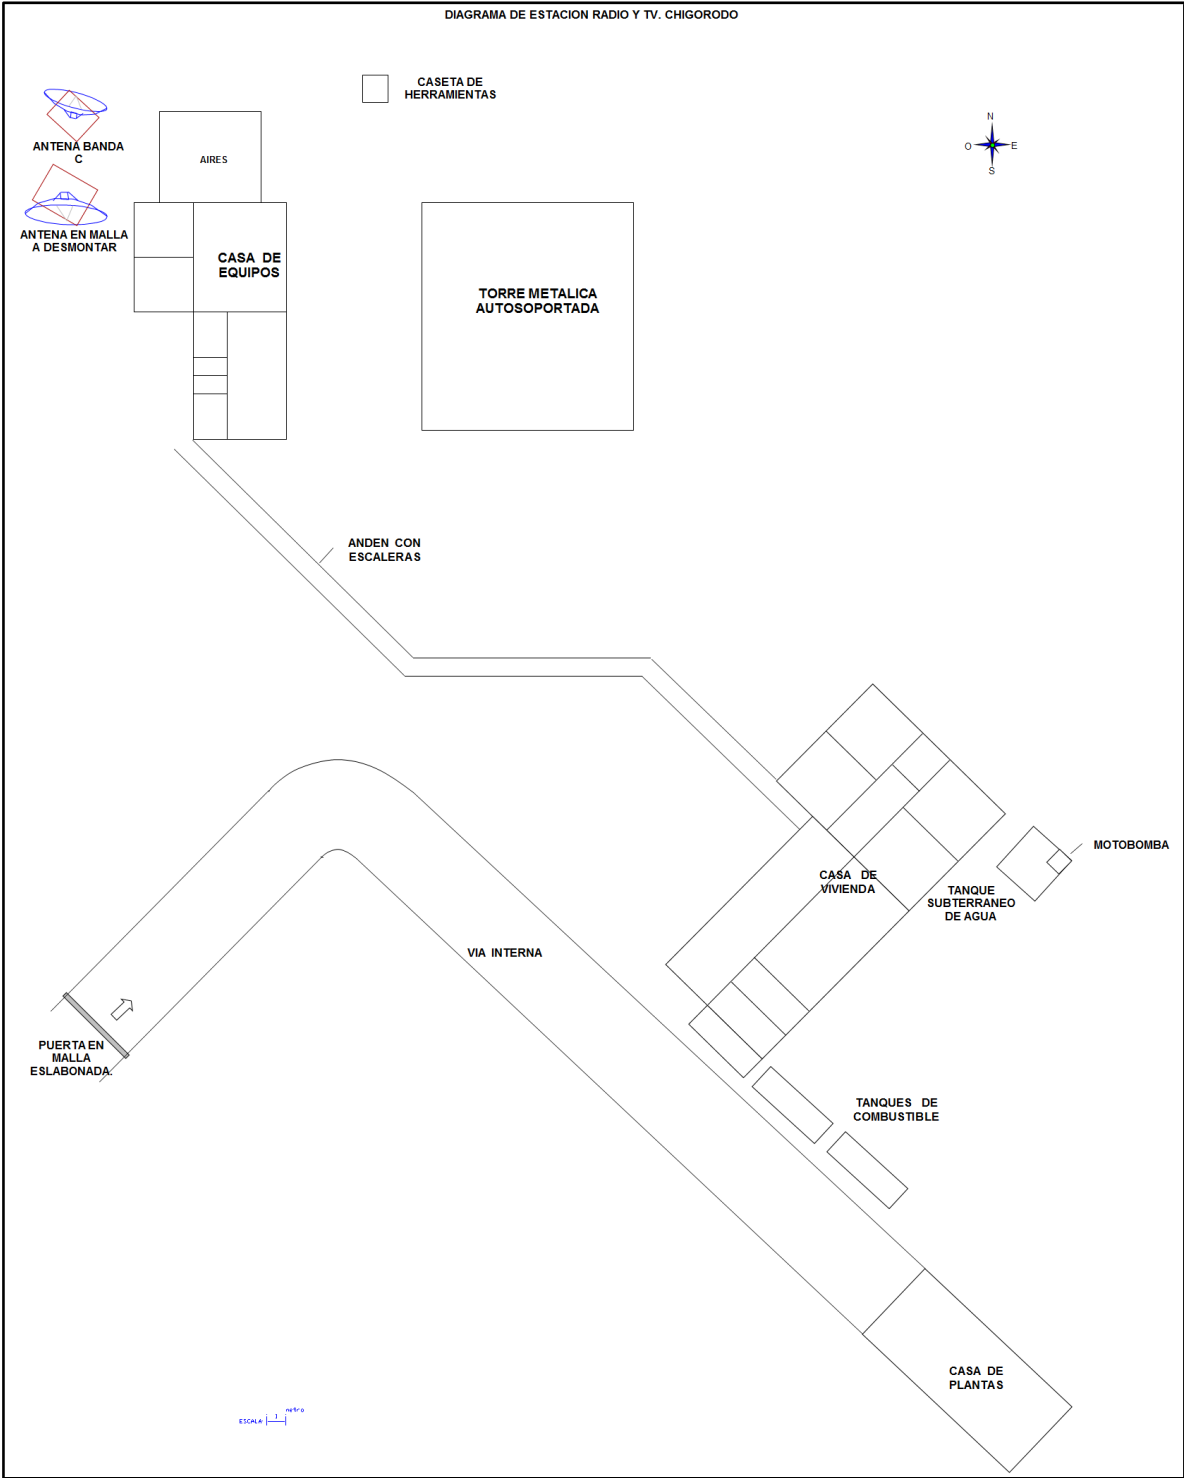 DIAGRAMA DE ESTACION RADIO Y TV. CHIGORODO
CASETA DE
HERRAMIENTAS
ANTENA BANDA
C
AIRES
N
O
E
S
ANTENA EN MALLA
A DESMONTAR
CASA DE
EQUIPOS
TORRE METALICA
AUTOSOPORTADA
ANDEN CON
ESCALERAS
MOTOBOMBA
CASA DE
VIVIENDA
TANQUE
SUBTERRANEO
DE AGUA
VIA INTERNA
PUERTA EN
MALLA
ESLABONADA.
TANQUES DE
COMBUSTIBLE
CASA DE
PLANTAS
ESCALA: 1 metro